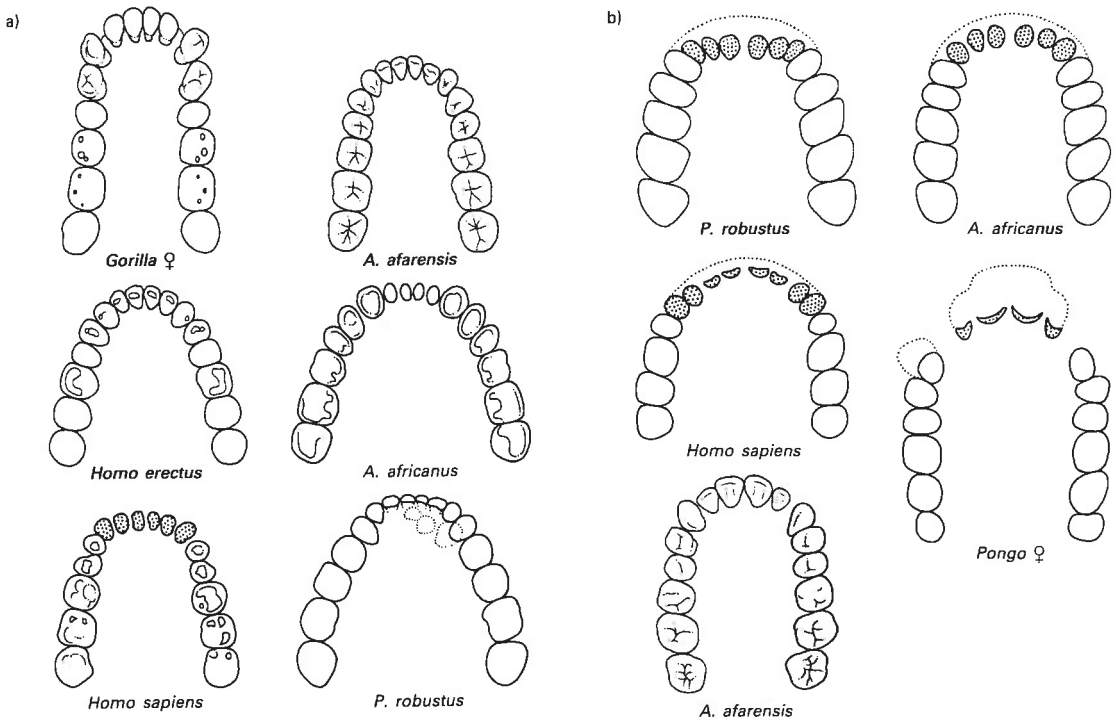 a)
Gorilla ♀
A. afarensis
Homo erectus
A. africanus
Homo sapiens
P. robustus
b)
P. robustus
A. africanus
Homo sapiens
Pongo ♀
A. afarensis